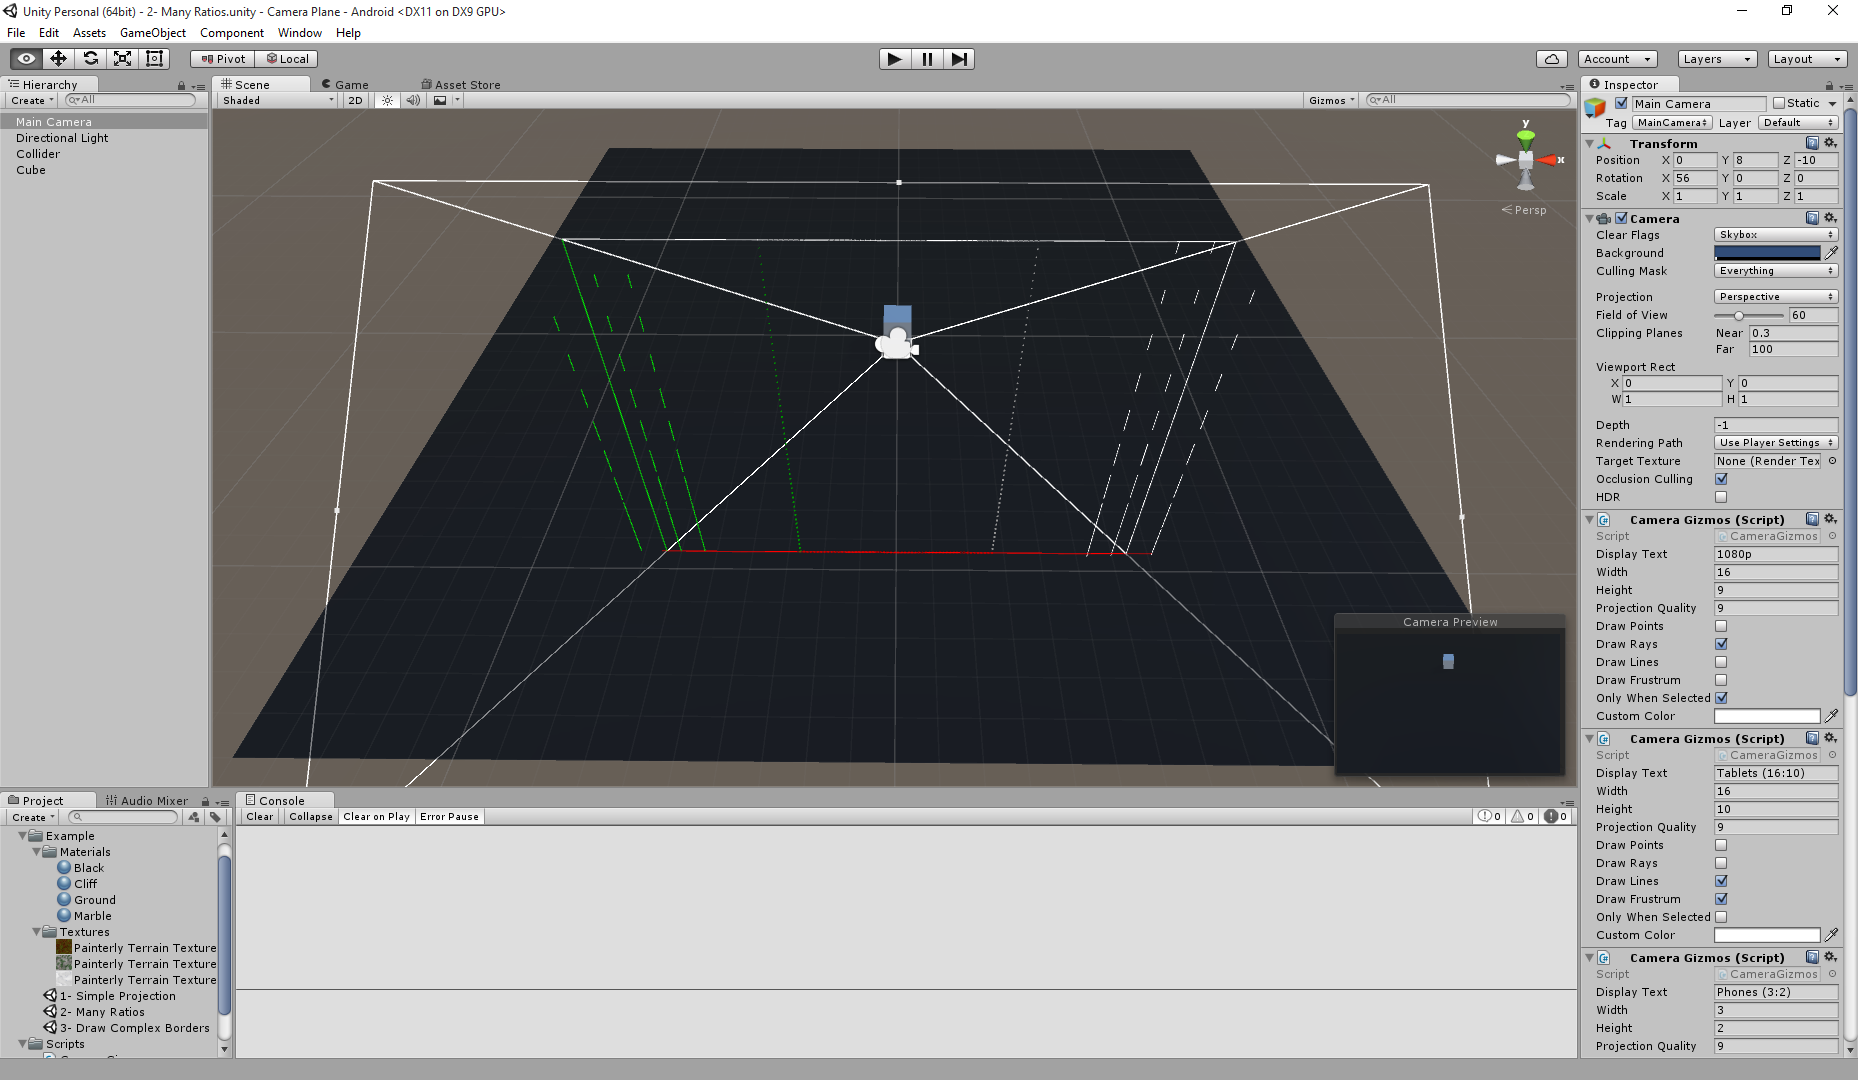 Unity Personal (64bit) - 2- Many Ratios.unity - Camera Plane - Android <DX11 on DX9 GPU>
File Edit Assets GameObject Component Window Help
Pivot Local Account Layers Layout
Hierarchy
Create All
Main Camera
Directional Light
Collider
Cube
Scene Game Asset Store
Shaded 2D Gizmos All
y
x
Persp
Camera Preview
Inspector
Main Camera Static
Tag MainCamera Layer Default
Transform
Position X 0 Y 8 Z -10
Rotation X 56 Y 0 Z 0
Scale X 1 Y 1 Z 1
Camera
Clear Flags Skybox
Background
Culling Mask Everything
Projection Perspective
Field of View 60
Clipping Planes Near 0.3
Far 100
Viewport Rect
X 0 Y 0
W 1 H 1
Depth -1
Rendering Path Use Player Settings
Target Texture None (Render Tex
Occlusion Culling
HDR
Camera Gizmos (Script)
Script CameraGizmos
Display Text 1080p
Width 16
Height 9
Projection Quality 9
Draw Points
Draw Rays
Draw Lines
Draw Frustrum
Only When Selected
Custom Color
Camera Gizmos (Script)
Script CameraGizmos
Display Text Tablets (16:10)
Width 16
Height 10
Projection Quality 9
Draw Points
Draw Rays
Draw Lines
Draw Frustrum
Only When Selected
Custom Color
Camera Gizmos (Script)
Script CameraGizmos
Display Text Phones (3:2)
Width 3
Height 2
Projection Quality 9
Project Audio Mixer
Create
Example
Materials
Black
Cliff
Ground
Marble
Textures
Painterly Terrain Texture
Painterly Terrain Texture
Painterly Terrain Texture
1- Simple Projection
2- Many Ratios
3- Draw Complex Borders
Scripts
Console
Clear Collapse Clear on Play Error Pause 0 0 0